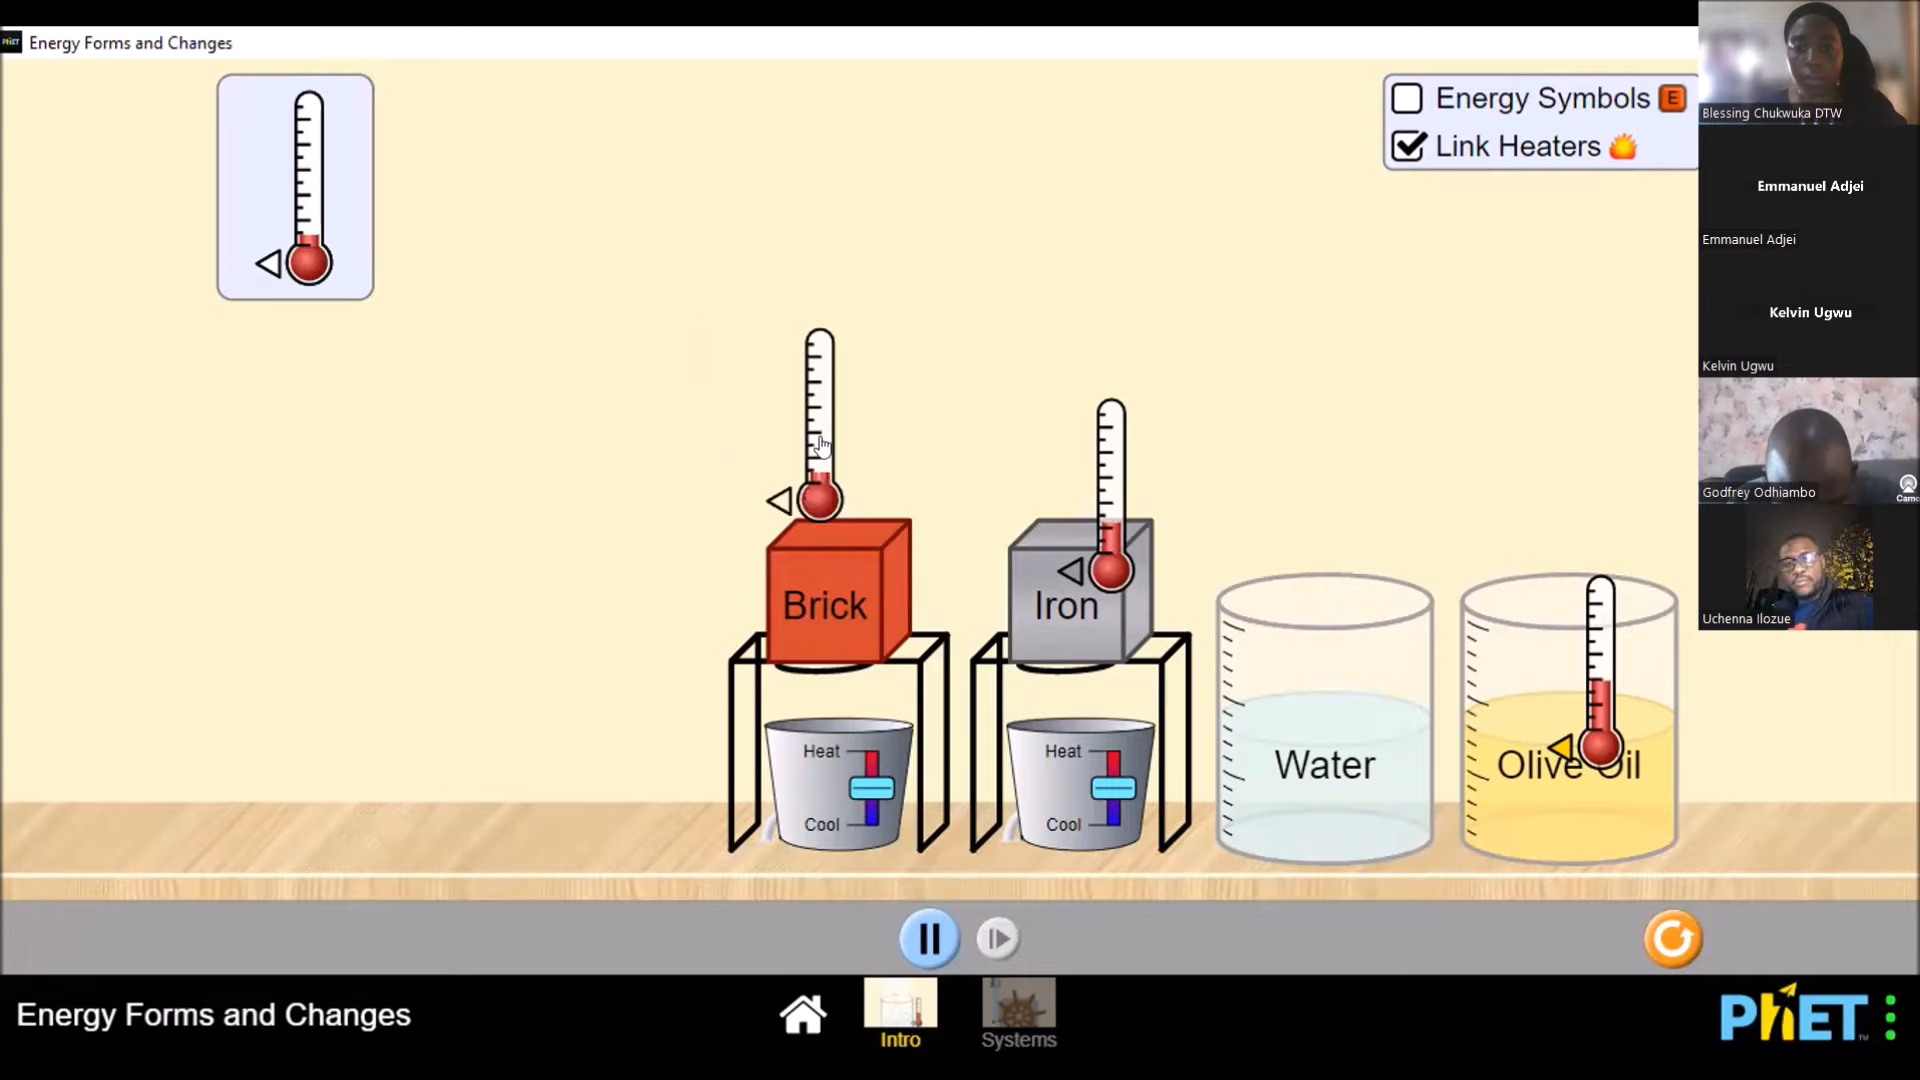 PhET
Energy Forms and Changes
Energy Symbols E
Link Heaters
Blessing Chukwuka DTW
Emmanuel Adjei
Emmanuel Adjei
Kelvin Ugwu
Kelvin Ugwu
Godfrey Odhiambo
Camo
Uchenna Ilozue
Brick
Iron
Heat
Cool
Heat
Cool
Water
Olive Oil
Energy Forms and Changes
Intro
Systems
PhET